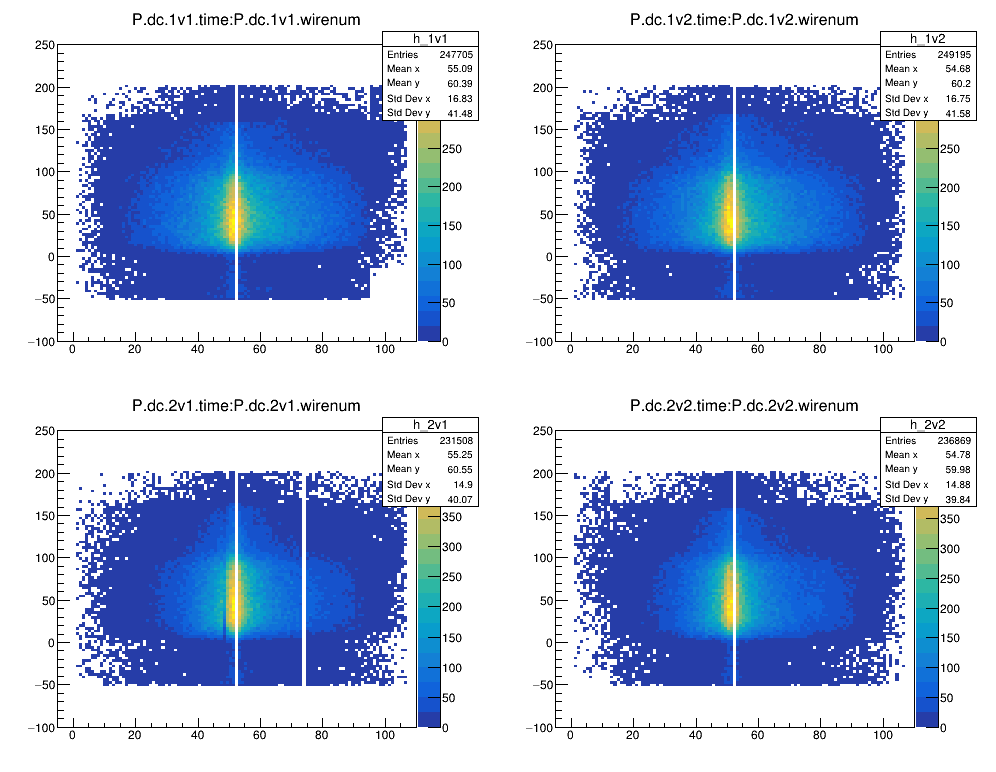 P.dc.1v1.time:P.dc.1v1.wirenum
h_1v1
Entries 247705
Mean x 55.09
Mean y 60.39
Std Dev x 16.83
Std Dev y 41.48
250
200
150
100
50
0
−50
−100
0 20 40 60 80 100
250
200
150
100
50
0
P.dc.1v2.time:P.dc.1v2.wirenum
h_1v2
Entries 249195
Mean x 54.68
Mean y 60.2
Std Dev x 16.75
Std Dev y 41.58
250
200
150
100
50
0
−50
−100
0 20 40 60 80 100
250
200
150
100
50
0
P.dc.2v1.time:P.dc.2v1.wirenum
h_2v1
Entries 231508
Mean x 55.25
Mean y 60.55
Std Dev x 14.9
Std Dev y 40.07
250
200
150
100
50
0
−50
−100
0 20 40 60 80 100
350
300
250
200
150
100
50
0
P.dc.2v2.time:P.dc.2v2.wirenum
h_2v2
Entries 236869
Mean x 54.78
Mean y 59.98
Std Dev x 14.88
Std Dev y 39.84
250
200
150
100
50
0
−50
−100
0 20 40 60 80 100
350
300
250
200
150
100
50
0